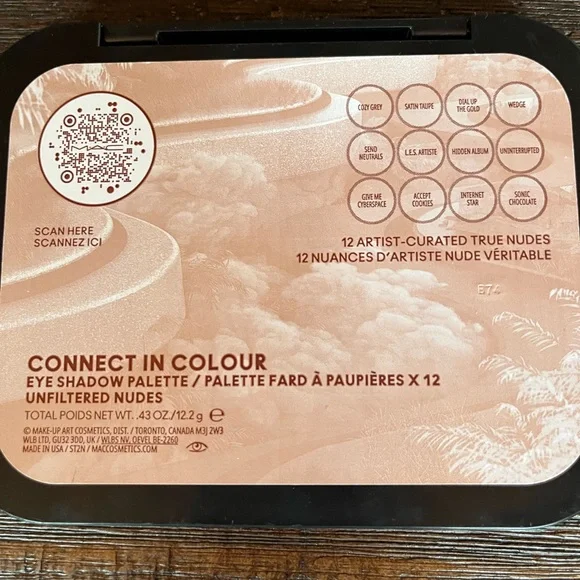 MAC
SCAN HERE
SCANNEZ ICI
COZY GREY
SATIN TAUPE
DIAL UP
THE GOLD
WEDGE
SEND
NEUTRALS
L.E.S. ARTISTE
HIDDEN ALBUM
UNINTERRUPTED
GIVE ME
CYBERSPACE
ACCEPT
COOKIES
INTERNET
STAR
SONIC
CHOCOLATE
12 ARTIST-CURATED TRUE NUDES
12 NUANCES D'ARTISTE NUDE VÉRITABLE
E74
CONNECT IN COLOUR
EYE SHADOW PALETTE / PALETTE FARD À PAUPIÈRES X 12
UNFILTERED NUDES
TOTAL POIDS NET WT. .43 OZ./12.2 g ℮
© MAKE-UP ART COSMETICS, DIST. / TORONTO, CANADA M3J 2W3
WLB LTD, GU32 3DD, UK / WLBS NV, OEVEL BE-2260
MADE IN USA / ST2N / MACCOSMETICS.COM